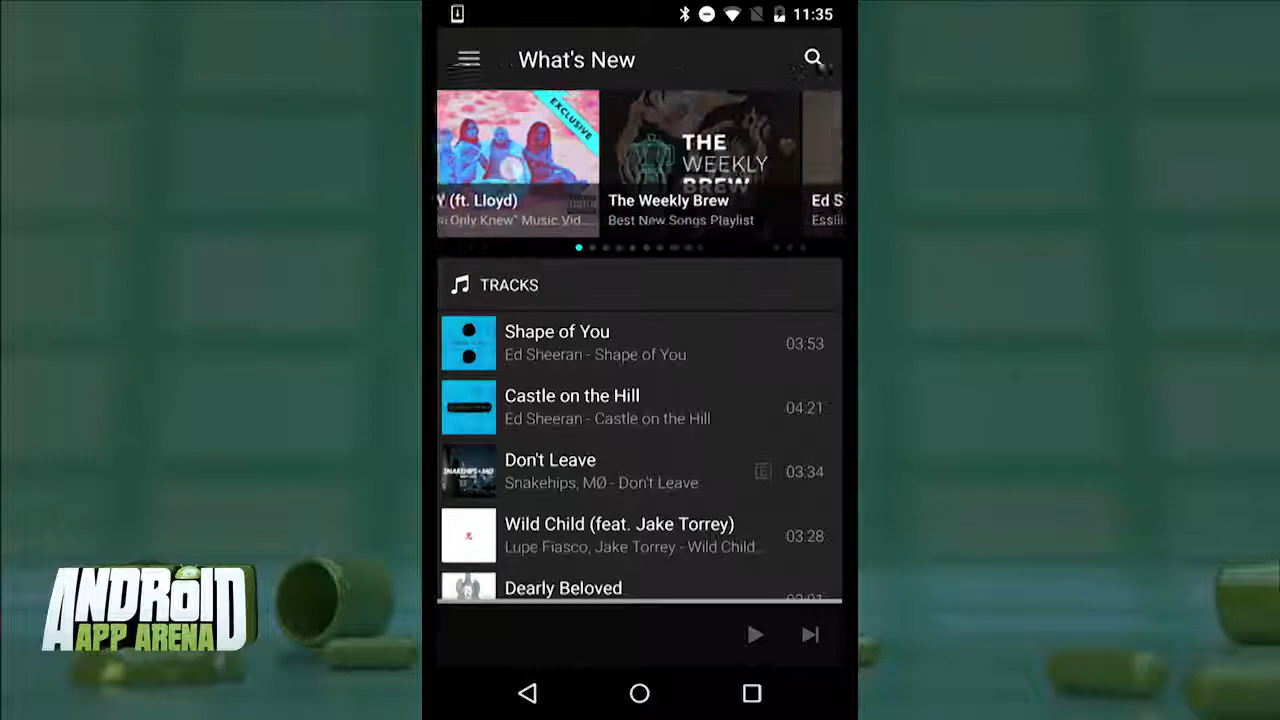 11:35
What's New
EXCLUSIVE
THE
WEEKLY
BREW
(ft. Lloyd)
Only Knew" Music Vid...
The Weekly Brew
Best New Songs Playlist
Ed S
TRACKS
Shape of You
Ed Sheeran - Shape of You
03:53
Castle on the Hill
Ed Sheeran - Castle on the Hill
04:21
SNAKEHIPS & MØ
Don't Leave
Snakehips, MØ - Don't Leave
E
03:34
Wild Child (feat. Jake Torrey)
Lupe Fiasco, Jake Torrey - Wild Child...
03:28
Dearly Beloved
ANDROID
APP ARENA